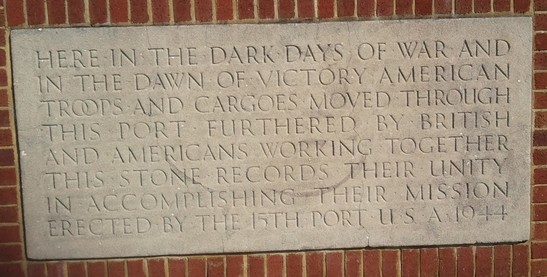 HERE·IN·THE DARK·DAYS OF WAR·AND
IN THE DAWN OF·VICTORY AMERICAN
TROOPS·AND CARGOES MOVED THROUGH
THIS PORT FURTHERED BY BRITISH
AND AMERICANS WORKING TOGETHER
THIS STONE RECORDS THEIR UNITY
IN ACCOMPLISHING THEIR MISSION
ERECTED·BY·THE 15TH PORT U·S·A·1944